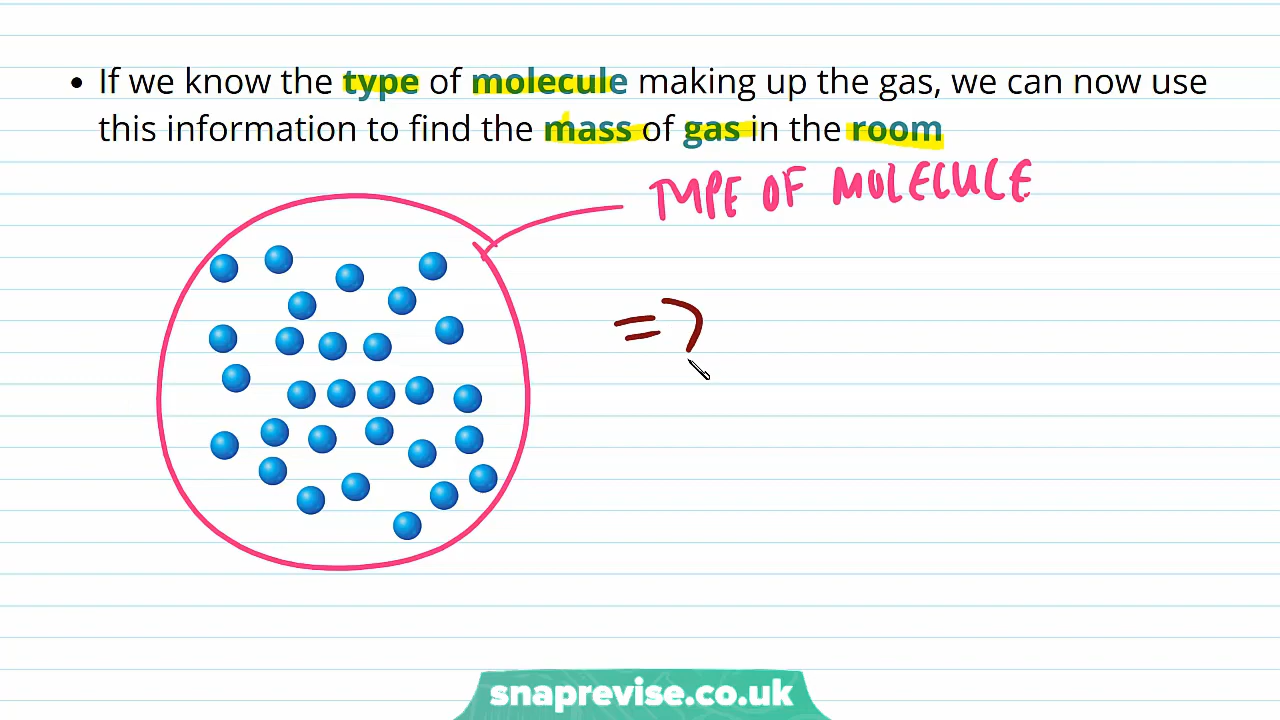 • If we know the type of molecule making up the gas, we can now use
this information to find the mass of gas in the room
TYPE OF MOLECULE
=?
snaprevise.co.uk